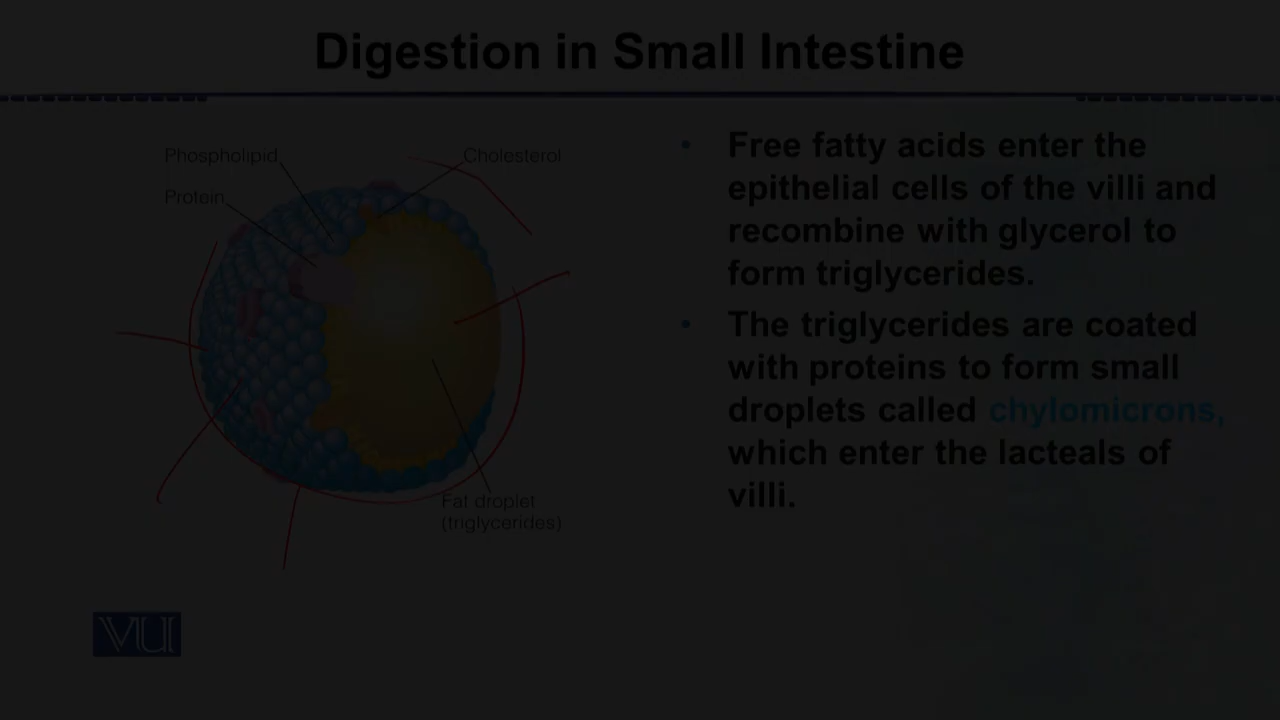 Digestion in Small Intestine
Phospholipid
Cholesterol
Protein
Fat droplet
(triglycerides)
• Free fatty acids enter the
epithelial cells of the villi and
recombine with glycerol to
form triglycerides.
• The triglycerides are coated
with proteins to form small
droplets called chylomicrons,
which enter the lacteals of
villi.
VU